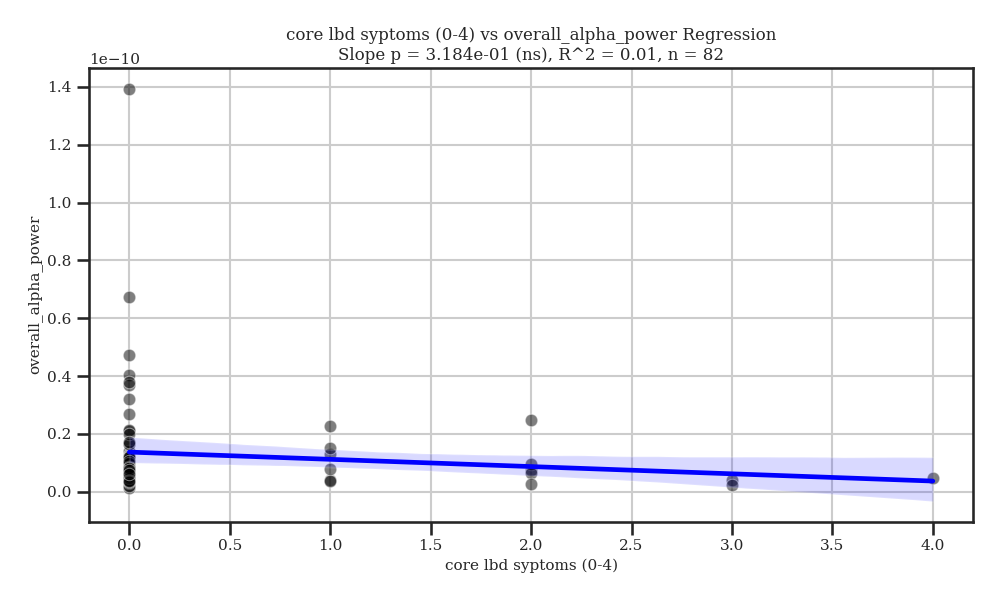 core lbd syptoms (0-4) vs overall_alpha_power Regression
Slope p = 3.184e-01 (ns), R^2 = 0.01, n = 82
1e−10
1.4
1.2
1.0
0.8
0.6
0.4
0.2
0.0
overall_alpha_power
0.0 0.5 1.0 1.5 2.0 2.5 3.0 3.5 4.0
core lbd syptoms (0-4)